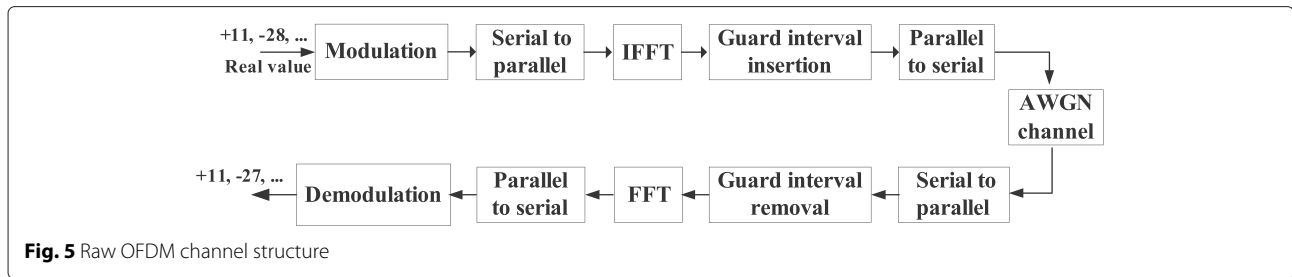 +11, -28, ...
Real value
Modulation
Serial to
parallel
IFFT
Guard interval
insertion
Parallel
to serial
AWGN
channel
+11, -27, ...
Demodulation
Parallel
to serial
FFT
Guard interval
removal
Serial to
parallel
Fig. 5 Raw OFDM channel structure